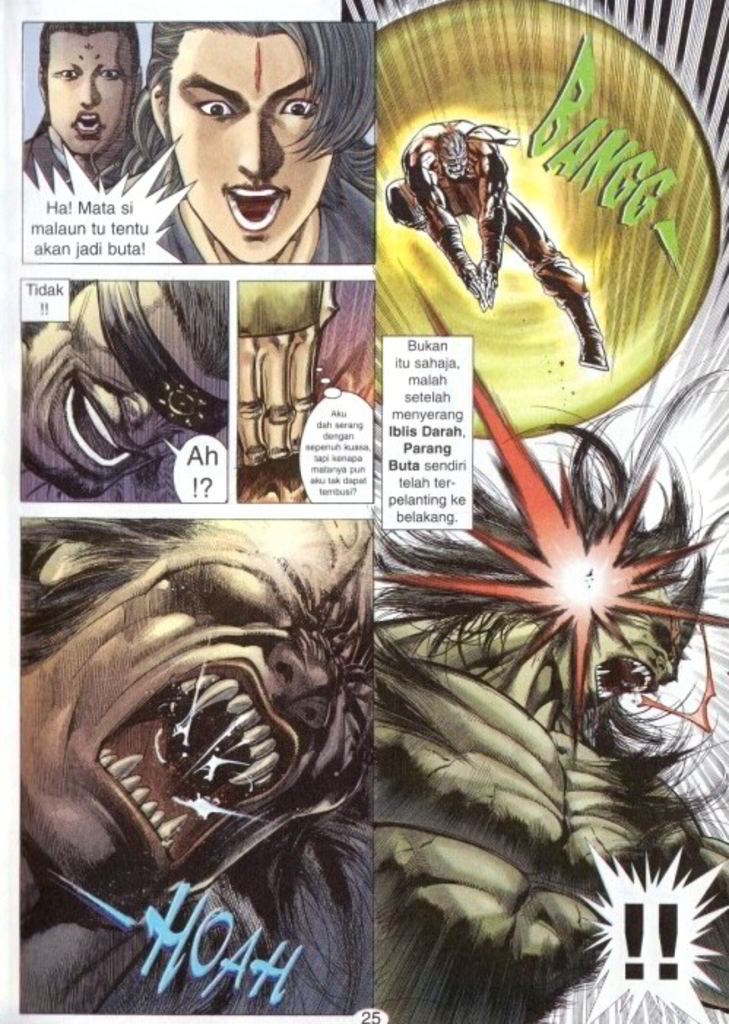 Ha! Mata si
malaun tu tentu
akan jadi buta!
BANGG
Tidak
!!
Ah
!?
Aku
dah serang
dengan
sepenuh kuasa,
tapi kenapa
matanya pun
aku tak dapat
tembusi?
Bukan
itu sahaja,
malah
setelah
menyerang
Iblis Darah,
Parang
Buta sendiri
telah ter-
pelanting ke
belakang.
HOAH
!!
25